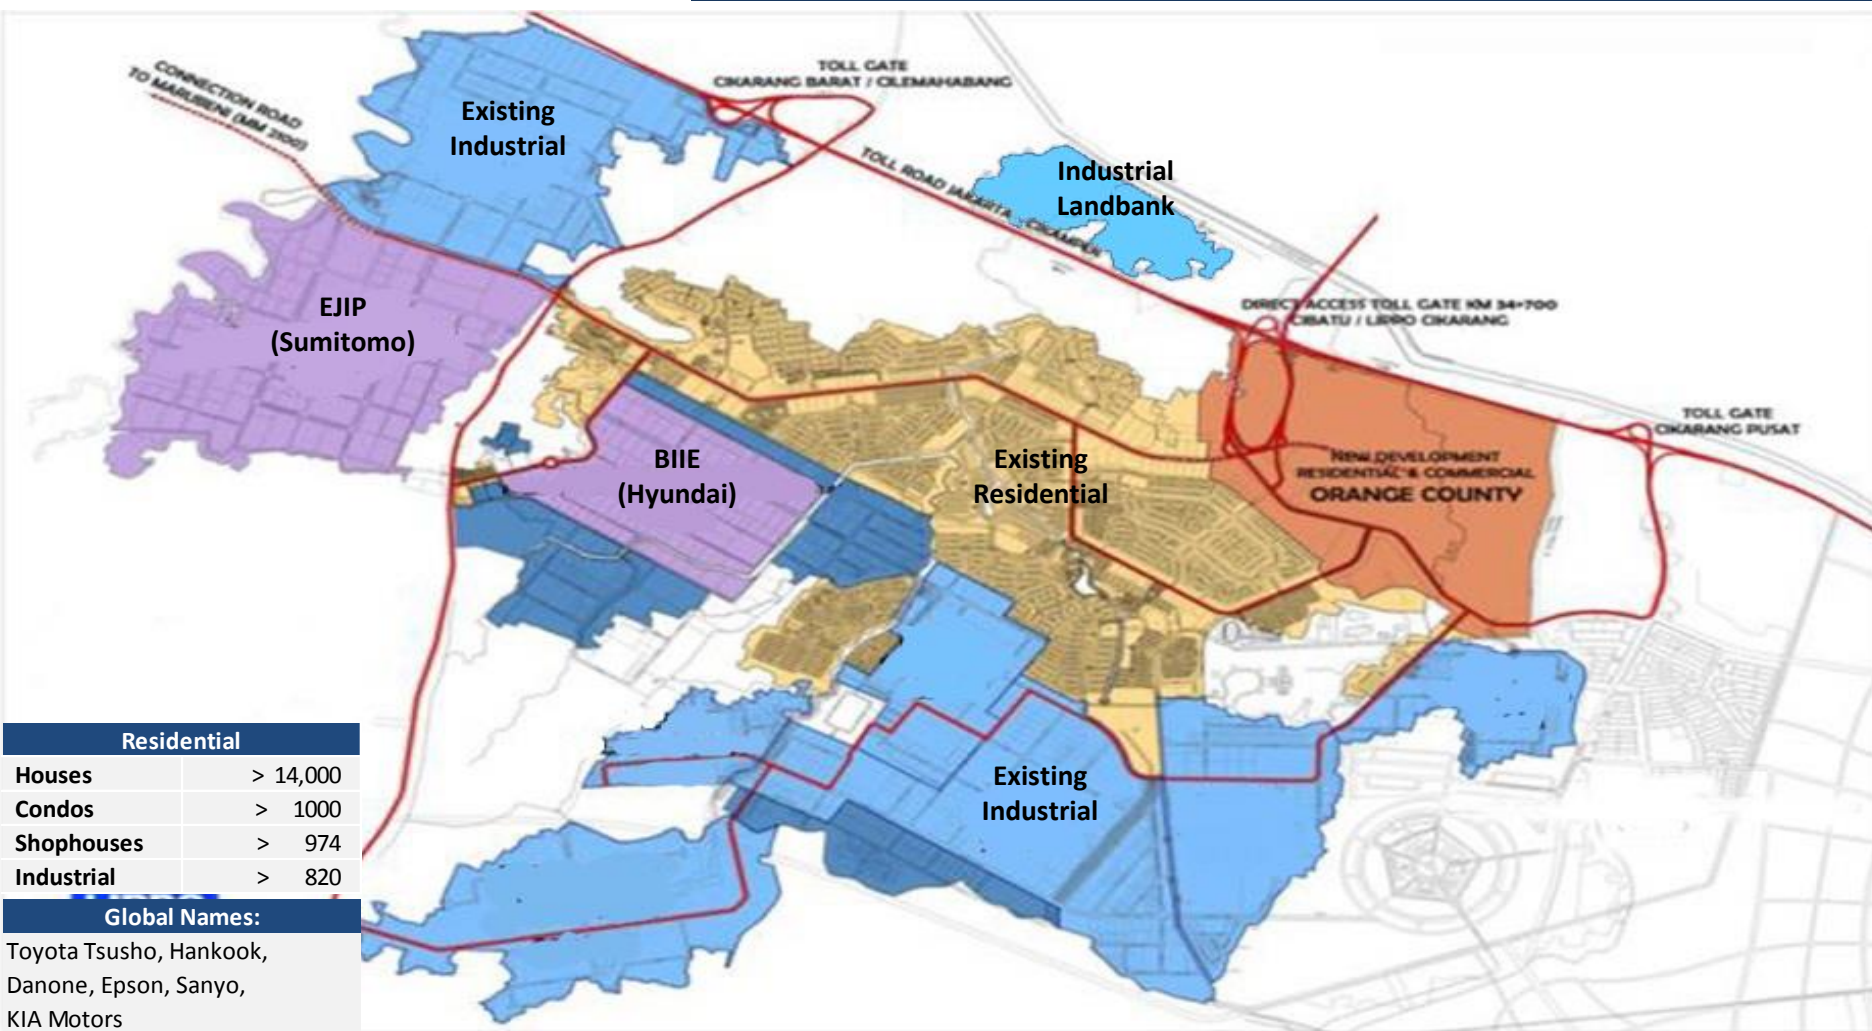 TOLL GATE
CIKARANG BARAT / CILEMAHABANG
CONNECTION ROAD
TO MARUBENI (MM 2100)
Existing
Industrial
TOLL ROAD JAKARTA - CIKAMPEK
Industrial
Landbank
EJIP
(Sumitomo)
DIRECT ACCESS TOLL GATE KM 34+700
CIBATU / LIPPO CIKARANG
TOLL GATE
CIKARANG PUSAT
BIIE
(Hyundai)
Existing
Residential
NEW DEVELOPMENT
RESIDENTIAL & COMMERCIAL
ORANGE COUNTY
Existing
Industrial
Residential
Houses > 14,000
Condos > 1000
Shophouses > 974
Industrial > 820
Global Names:
Toyota Tsusho, Hankook,
Danone, Epson, Sanyo,
KIA Motors